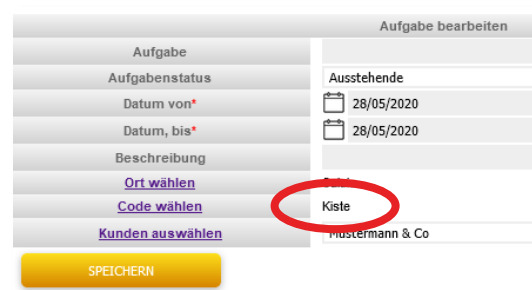 Aufgabe bearbeiten
Aufgabe
Aufgabenstatus Ausstehende
Datum von* 28/05/2020
Datum, bis* 28/05/2020
Beschreibung
Ort wählen
Code wählen Kiste
Kunden auswählen Mustermann & Co
SPEICHERN